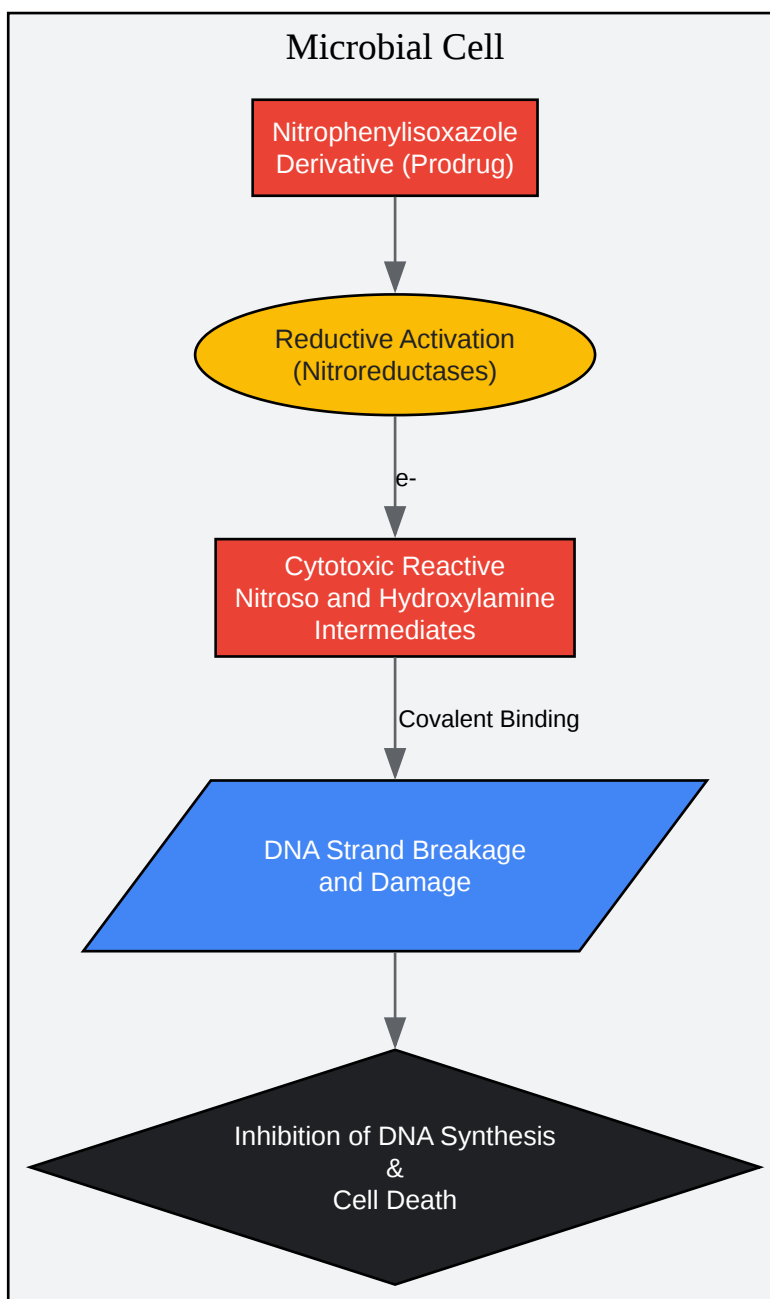 Microbial Cell
Nitrophenylisoxazole
Derivative (Prodrug)
Reductive Activation
(Nitroreductases)
e-
Cytotoxic Reactive
Nitroso and Hydroxylamine
Intermediates
Covalent Binding
DNA Strand Breakage
and Damage
Inhibition of DNA Synthesis
&
Cell Death